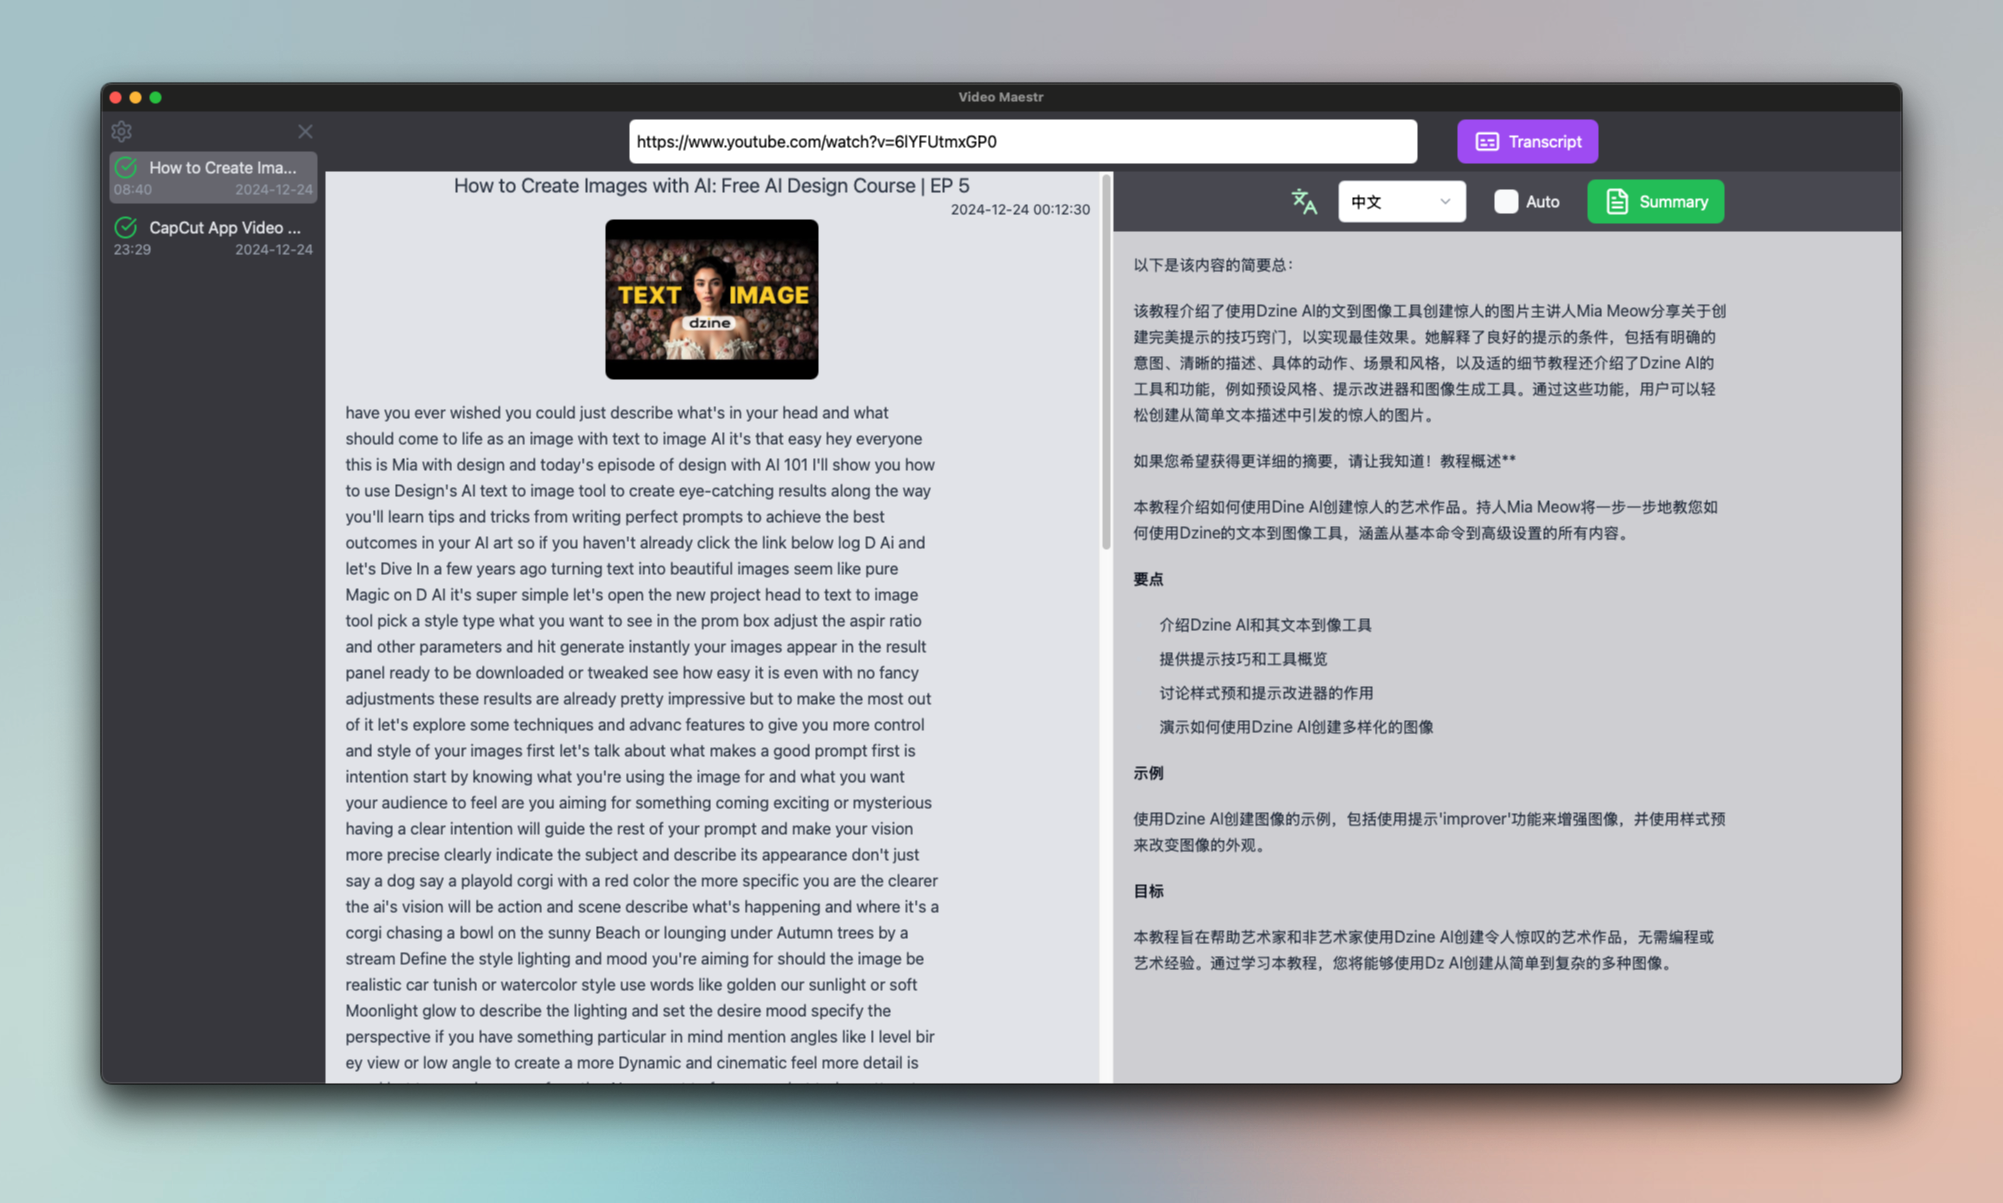 Video Maestr
https://www.youtube.com/watch?v=6lYFUtmxGP0
Transcript
How to Create Ima...
08:40 2024-12-24
CapCut App Video ...
23:29 2024-12-24
How to Create Images with AI: Free AI Design Course | EP 5
2024-12-24 00:12:30
TEXT IMAGE
dzine
have you ever wished you could just describe what's in your head and what
should come to life as an image with text to image AI it's that easy hey everyone
this is Mia with design and today's episode of design with AI 101 I'll show you how
to use Design's AI text to image tool to create eye-catching results along the way
you'll learn tips and tricks from writing perfect prompts to achieve the best
outcomes in your AI art so if you haven't already click the link below log D Ai and
let's Dive In a few years ago turning text into beautiful images seem like pure
Magic on D AI it's super simple let's open the new project head to text to image
tool pick a style type what you want to see in the prom box adjust the aspir ratio
and other parameters and hit generate instantly your images appear in the result
panel ready to be downloaded or tweaked see how easy it is even with no fancy
adjustments these results are already pretty impressive but to make the most out
of it let's explore some techniques and advanc features to give you more control
and style of your images first let's talk about what makes a good prompt first is
intention start by knowing what you're using the image for and what you want
your audience to feel are you aiming for something coming exciting or mysterious
having a clear intention will guide the rest of your prompt and make your vision
more precise clearly indicate the subject and describe its appearance don't just
say a dog say a playold corgi with a red color the more specific you are the clearer
the ai's vision will be action and scene describe what's happening and where it's a
corgi chasing a bowl on the sunny Beach or lounging under Autumn trees by a
stream Define the style lighting and mood you're aiming for should the image be
realistic car tunish or watercolor style use words like golden our sunlight or soft
Moonlight glow to describe the lighting and set the desire mood specify the
perspective if you have something particular in mind mention angles like I level bir
ey view or low angle to create a more Dynamic and cinematic feel more detail is
中文
Auto
Summary
以下是该内容的简要总：
该教程介绍了使用Dzine AI的文到图像工具创建惊人的图片主讲人Mia Meow分享关于创
建完美提示的技巧窍门，以实现最佳效果。她解释了良好的提示的条件，包括有明确的
意图、清晰的描述、具体的动作、场景和风格，以及适的细节教程还介绍了Dzine AI的
工具和功能，例如预设风格、提示改进器和图像生成工具。通过这些功能，用户可以轻
松创建从简单文本描述中引发的惊人的图片。
如果您希望获得更详细的摘要，请让我知道！教程概述**
本教程介绍如何使用Dine AI创建惊人的艺术作品。持人Mia Meow将一步一步地教您如
何使用Dzine的文本到图像工具，涵盖从基本命令到高级设置的所有内容。
要点
介绍Dzine AI和其文本到像工具
提供提示技巧和工具概览
讨论样式预和提示改进器的作用
演示如何使用Dzine AI创建多样化的图像
示例
使用Dzine AI创建图像的示例，包括使用提示'improver'功能来增强图像，并使用样式预
来改变图像的外观。
目标
本教程旨在帮助艺术家和非艺术家使用Dzine AI创建令人惊叹的艺术作品，无需编程或
艺术经验。通过学习本教程，您将能够使用Dz AI创建从简单到复杂的多种图像。